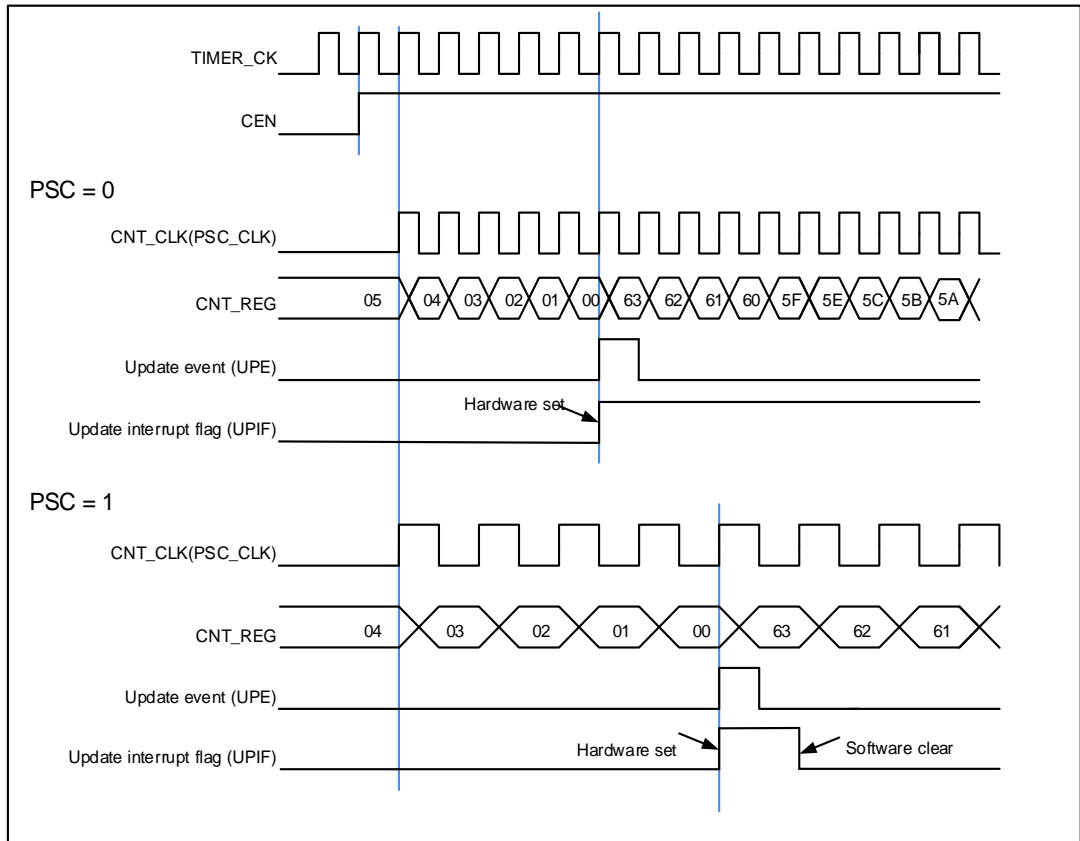 TIMER_CK
CEN
PSC = 0
CNT_CLK(PSC_CLK)
CNT_REG 05 04 03 02 01 00 63 62 61 60 5F 5E 5C 5B 5A
Update event (UPE)
Hardware set
Update interrupt flag (UPIF)
PSC = 1
CNT_CLK(PSC_CLK)
CNT_REG 04 03 02 01 00 63 62 61
Update event (UPE)
Update interrupt flag (UPIF) Hardware set Software clear